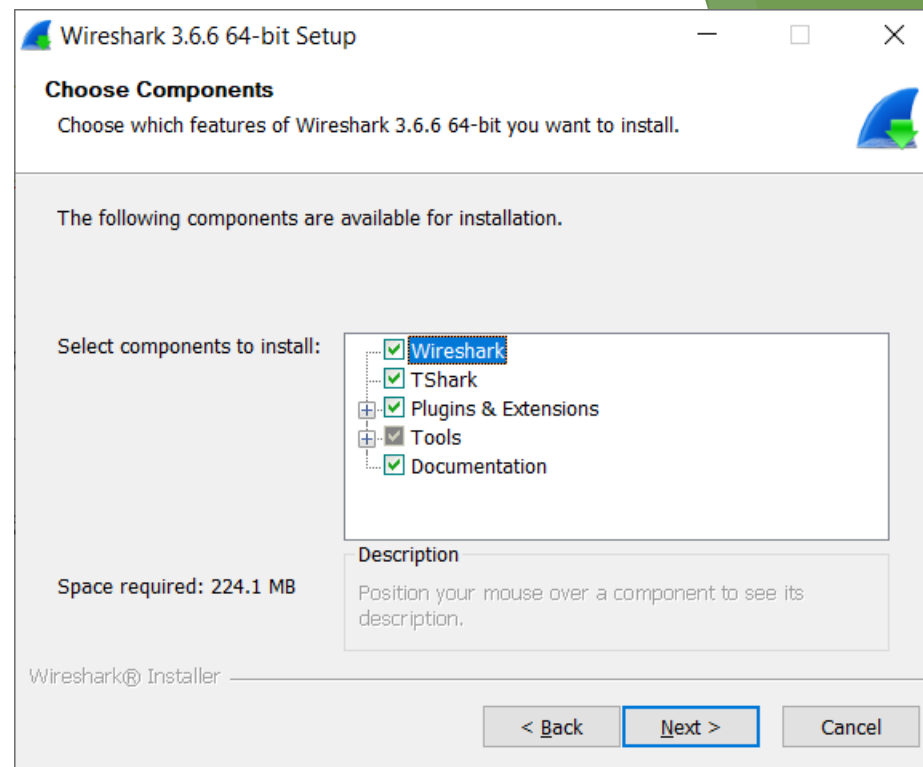 Wireshark 3.6.6 64-bit Setup
Choose Components
Choose which features of Wireshark 3.6.6 64-bit you want to install.
The following components are available for installation.
Select components to install:
Wireshark
TShark
Plugins & Extensions
Tools
Documentation
Space required: 224.1 MB
Description
Position your mouse over a component to see its
description.
Wireshark® Installer
< Back
Next >
Cancel